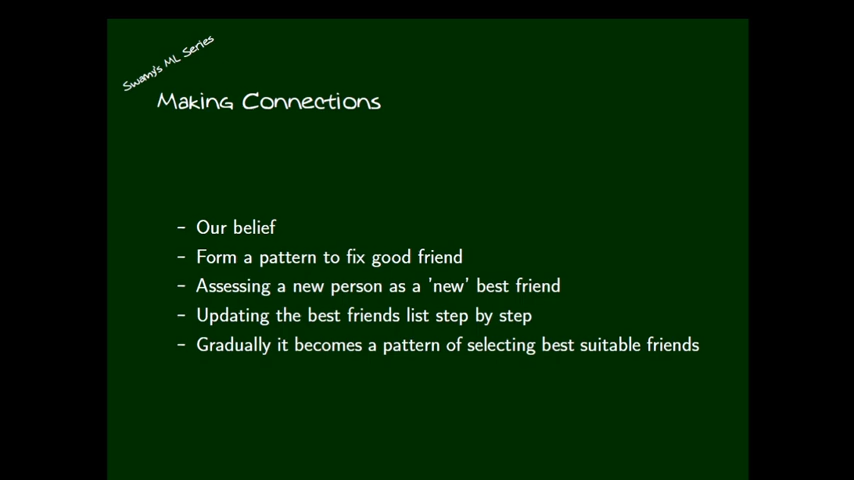 Swamy's ML Series
Making Connections
- Our belief
- Form a pattern to fix good friend
- Assessing a new person as a 'new' best friend
- Updating the best friends list step by step
- Gradually it becomes a pattern of selecting best suitable friends